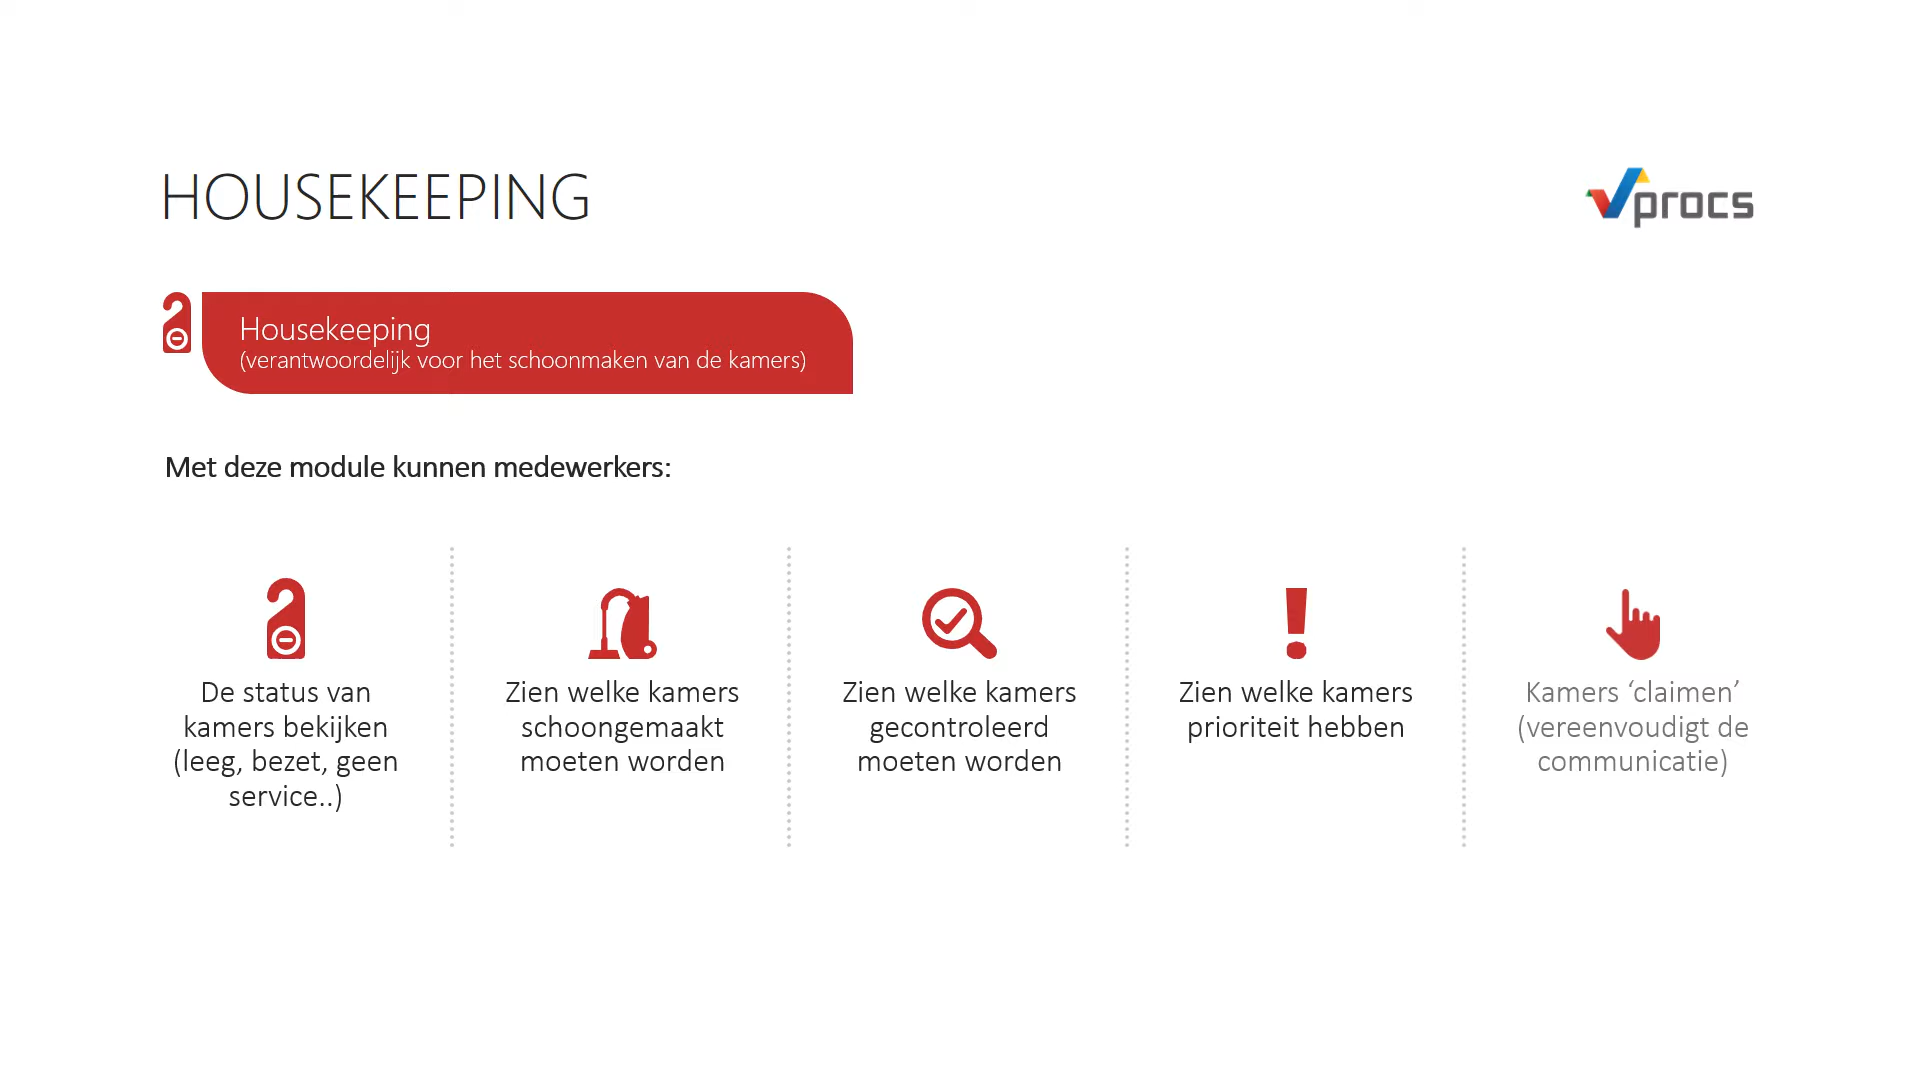 HOUSEKEEPING
procs
Housekeeping
(verantwoordelijk voor het schoonmaken van de kamers)
Met deze module kunnen medewerkers:
De status van
kamers bekijken
(leeg, bezet, geen
service..)
Zien welke kamers
schoongemaakt
moeten worden
Zien welke kamers
gecontroleerd
moeten worden
Zien welke kamers
prioriteit hebben
Kamers ‘claimen’
(vereenvoudigt de
communicatie)